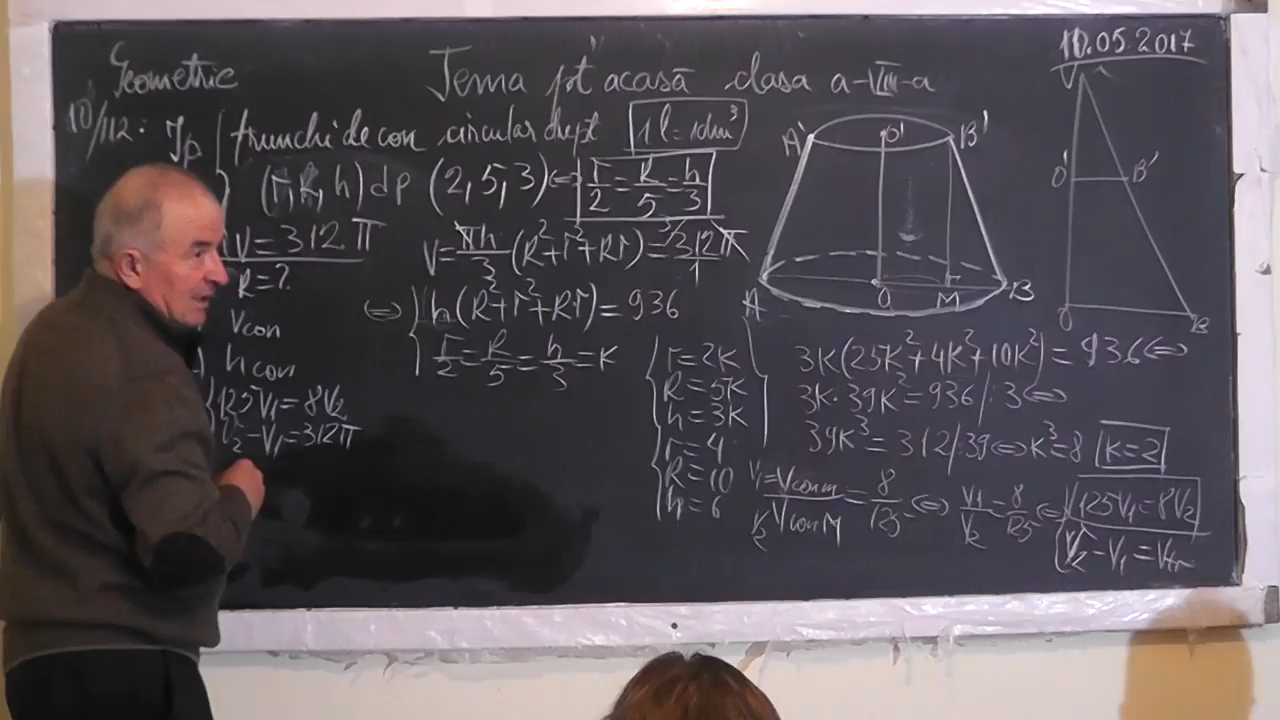 Geometrie
Tema pt acasă clasa a-VIII-a
10.05.2017
10/112: Ip { trunchi de con circular drept 1l=1dm³
(r,R,h) dp (2,5,3) ⇔ r/2=R/5=h/3
V=312π
R=?
Vcon
hcon
V=πh/3(R²+r²+Rr)=312π/1
⇔ { h(R²+r²+Rr)=936
r/2=R/5=h/3=K
{125V₁=8V₂
V₂-V₁=312π
{ r=2K
R=5K
h=3K
{ r=4
R=10
h=6
A' O' B'
A O M B
V
O' B'
O B
3K(25K²+4K²+10K²)=936⇔
3K·39K²=936/:3⇔
39K³=312/:39⇔K³=8 K=2
V₁=Vcon m/V₂ Vcon M=8/125⇔V₁/V₂=8/125⇔{125V₁=8V₂
V₂-V₁=Vtr